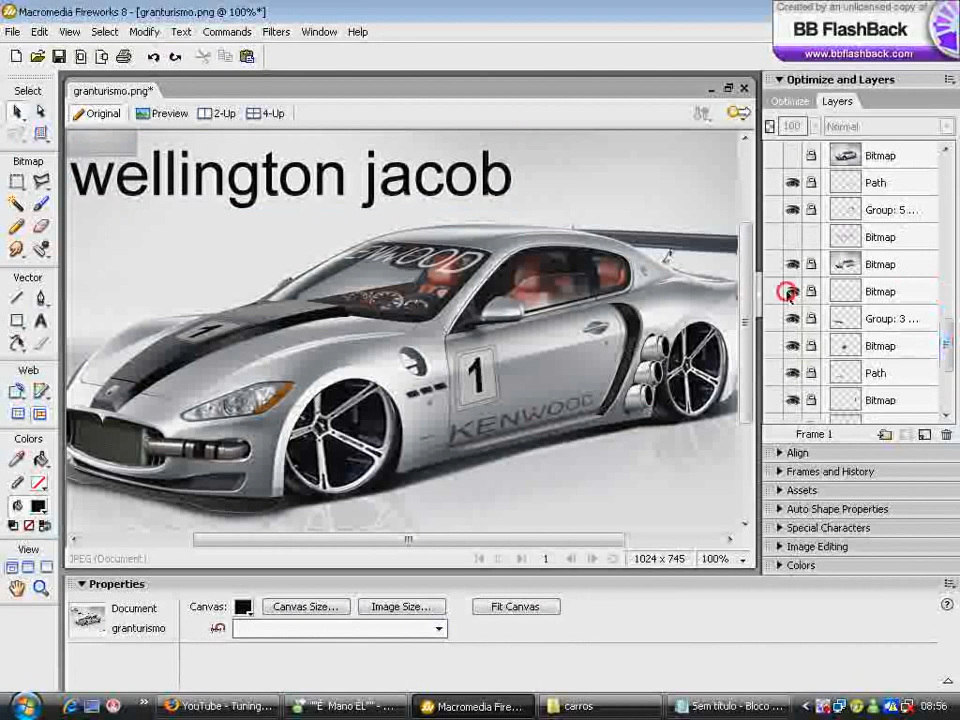 Macromedia Fireworks 8 - [granturismo.png @ 100%*]
Created by an unlicensed copy of
BB FlashBack
www.bbflashback.com
File Edit View Select Modify Text Commands Filters Window Help
Select
Bitmap
Vector
Web
Colors
View
granturismo.png*
Original Preview 2-Up 4-Up
wellington jacob
KENWOOD
1
1
KENWOOD
JPEG (Document)
1
1024 x 745
100%
Optimize and Layers
Optimize Layers
100 Normal
Bitmap
Path
Group: 5 ...
Bitmap
Bitmap
Bitmap
Group: 3 ...
Bitmap
Path
Bitmap
Frame 1
Align
Frames and History
Assets
Auto Shape Properties
Special Characters
Image Editing
Colors
Properties
Document
granturismo
Canvas:
Canvas Size...
Image Size...
Fit Canvas
YouTube - Tuning...
""É Mano ÉL"" - ...
Macromedia Fire...
carros
Sem título - Bloco ...
08:56